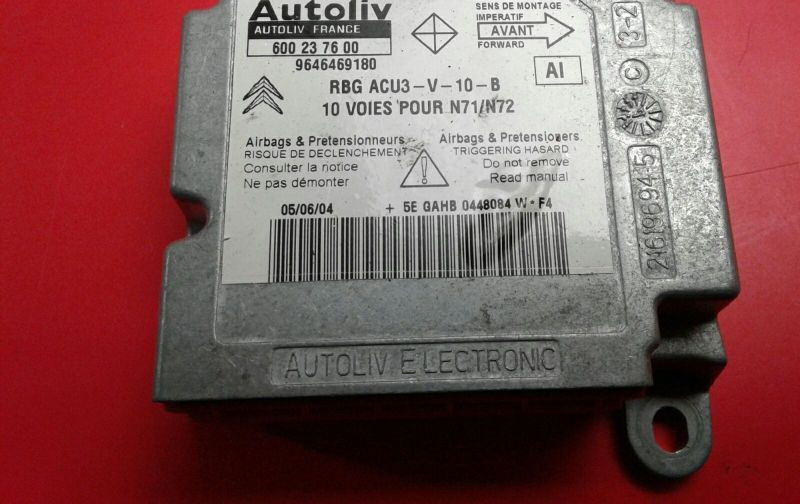 Autoliv
AUTOLIV FRANCE
600 23 76 00
9646469180
SENS DE MONTAGE
IMPERATIF
AVANT
FORWARD
AI
RBG ACU3-V-10-B
10 VOIES POUR N71/N72
Airbags & Pretensionneurs
RISQUE DE DECLENCHEMENT
Consulter la notice
Ne pas démonter
Airbags & Pretensioners
TRIGGERING HASARD
Do not remove
Read manual
!
05/06/04
+ 5E GAHB 0448084 W*F4
AUTOLIV ELECTRONIC
216196945
C
3-2